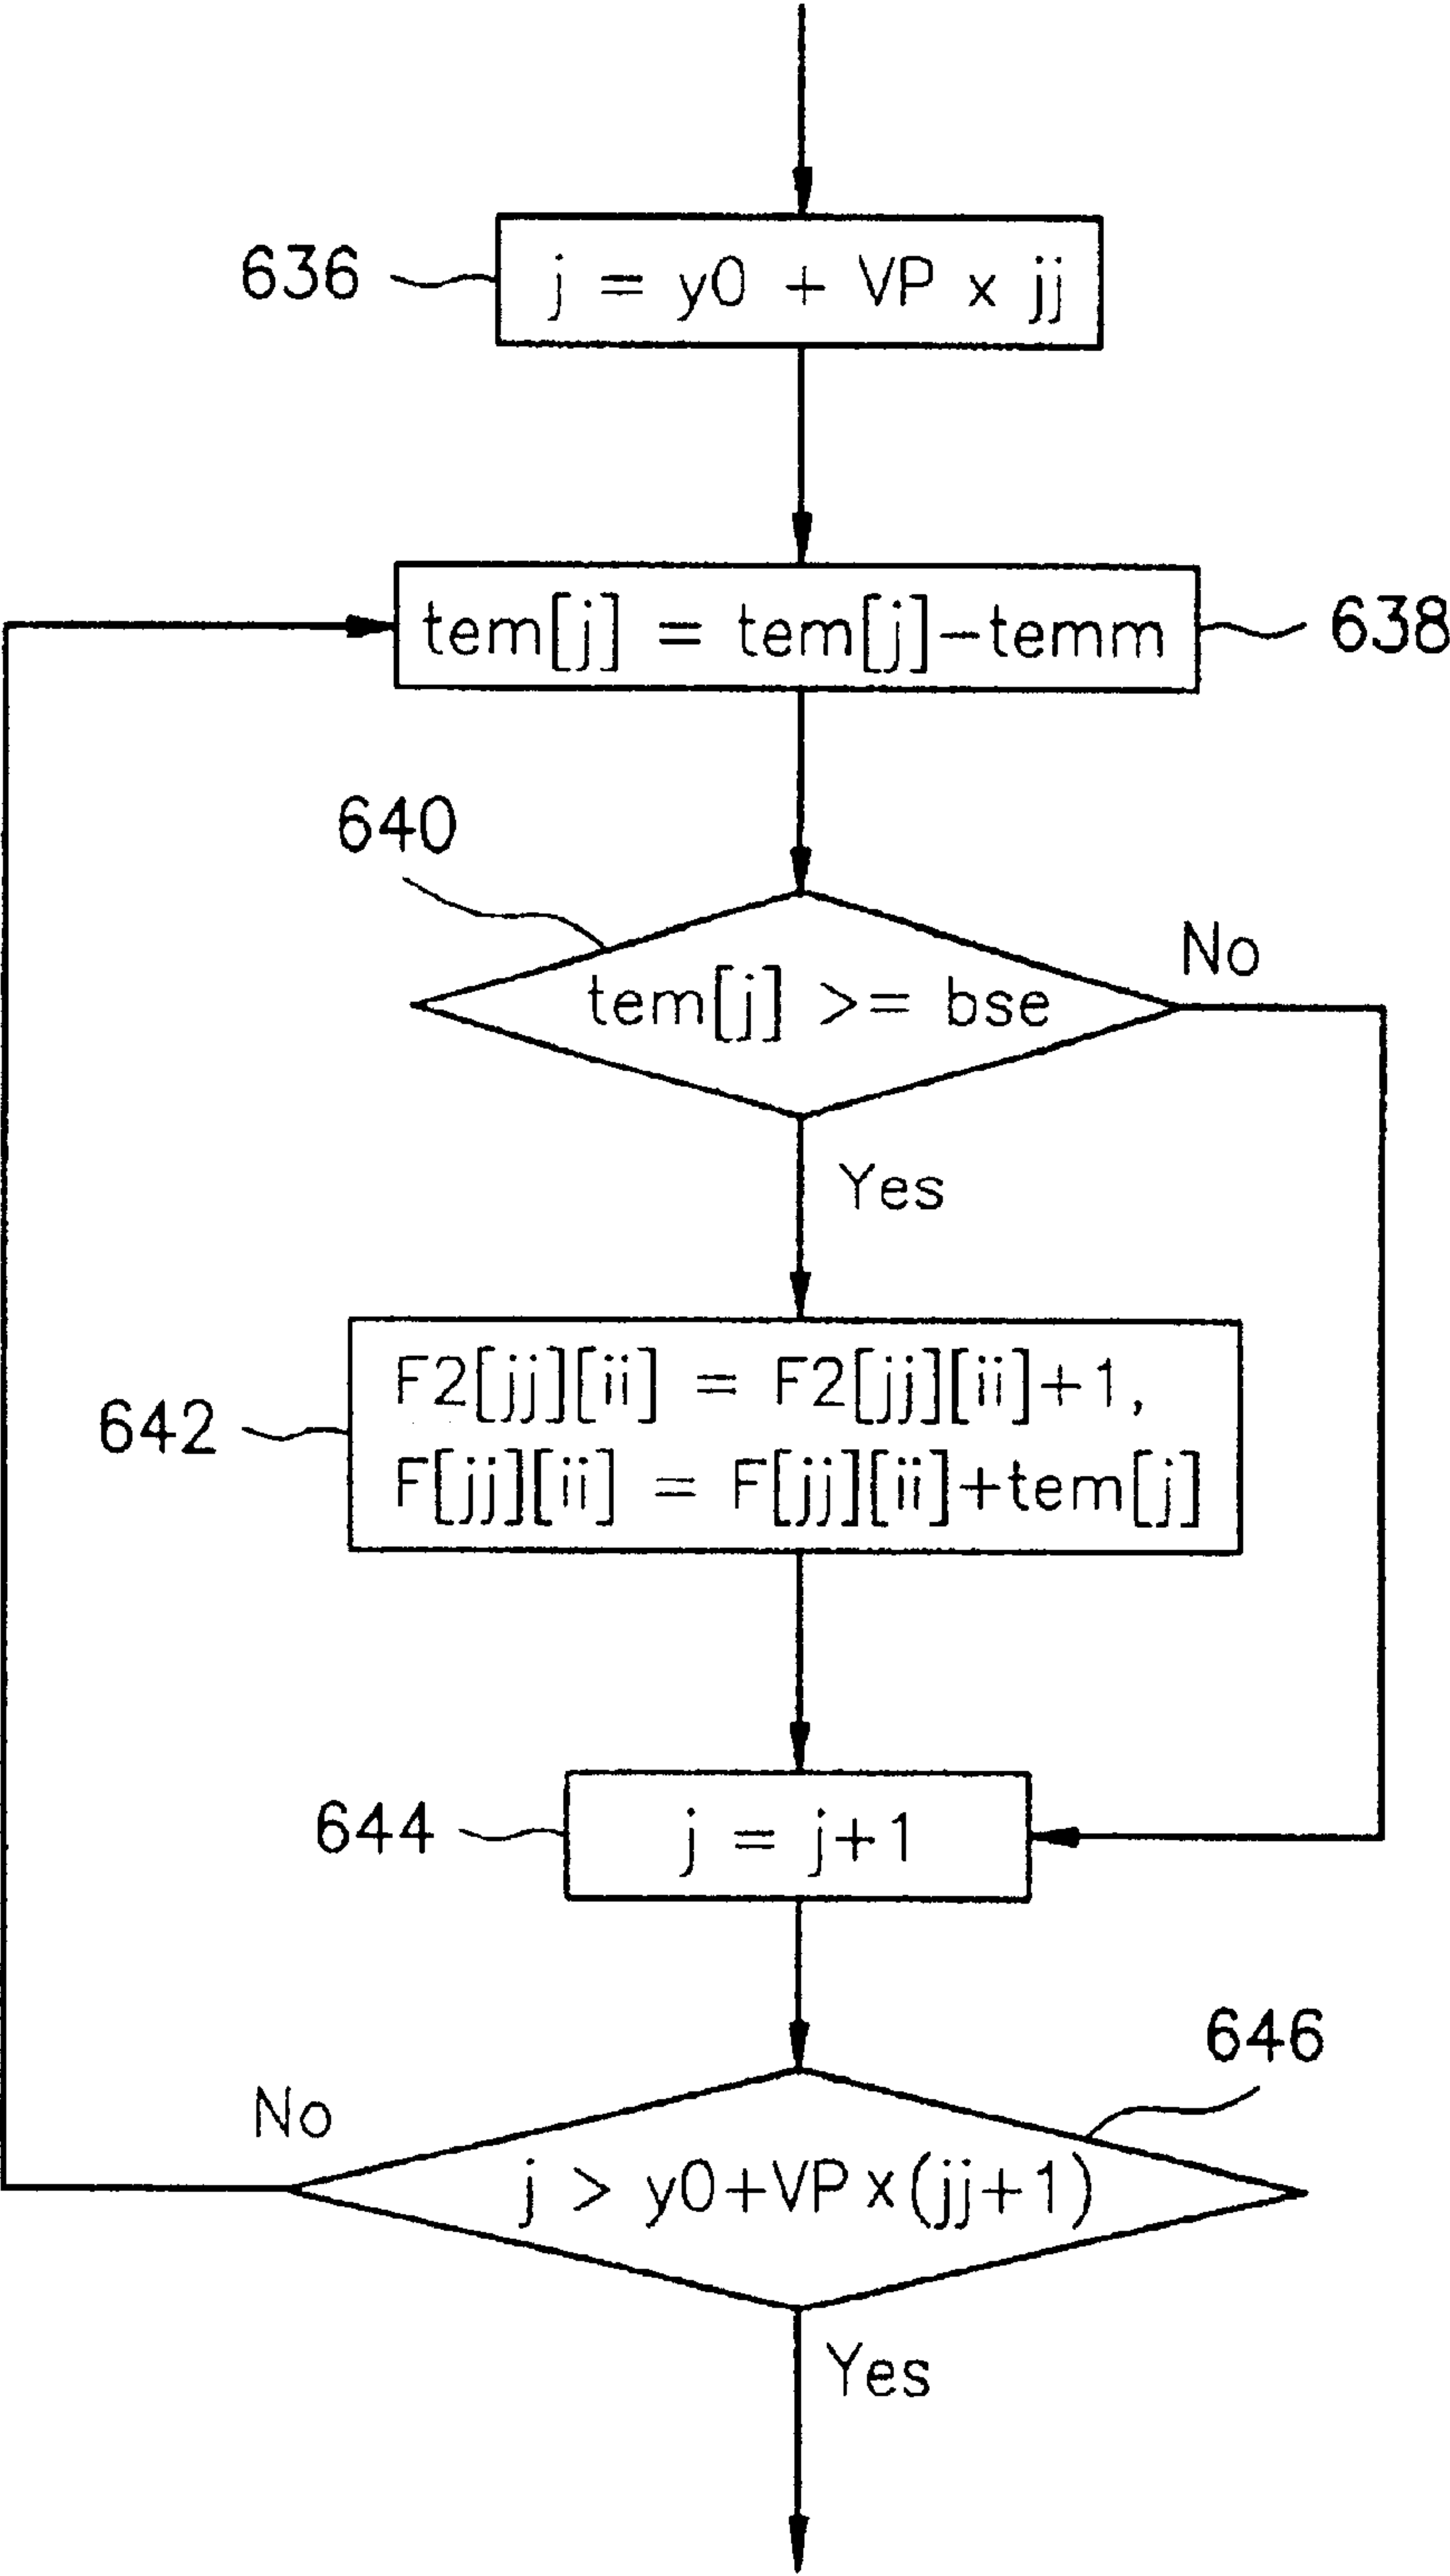 636
j = y0 + VP x jj
tem[j] = tem[j]-temm
638
640
tem[j] >= bse
No
Yes
642
F2[jj][ii] = F2[jj][ii]+1,
F[jj][ii] = F[jj][ii]+tem[j]
644
j = j+1
646
No
j > y0+VPx(jj+1)
Yes